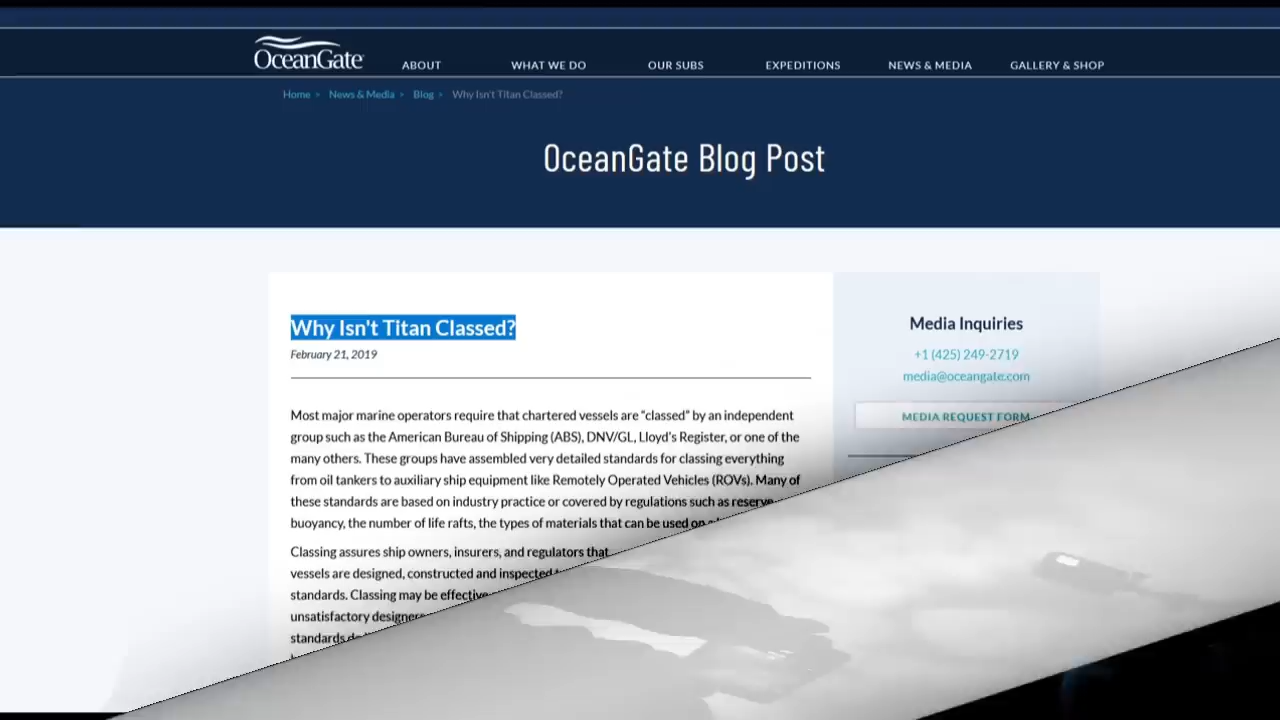 OceanGate
ABOUT WHAT WE DO OUR SUBS EXPEDITIONS NEWS & MEDIA GALLERY & SHOP
Home > News & Media > Blog > Why Isn't Titan Classed?
OceanGate Blog Post
Why Isn't Titan Classed?
February 21, 2019
Most major marine operators require that chartered vessels are “classed” by an independent
group such as the American Bureau of Shipping (ABS), DNV/GL, Lloyd's Register, or one of the
many others. These groups have assembled very detailed standards for classing everything
from oil tankers to auxiliary ship equipment like Remotely Operated Vehicles (ROVs). Many of
these standards are based on industry practice or covered by regulations such as reserve
buoyancy, the number of life rafts, the types of materials that can be used on
Classing assures ship owners, insurers, and regulators that
vessels are designed, constructed and inspected
standards. Classing may be effective
unsatisfactory designers
standards
Media Inquiries
+1 (425) 249-2719
media@oceangate.com
MEDIA REQUEST FORM